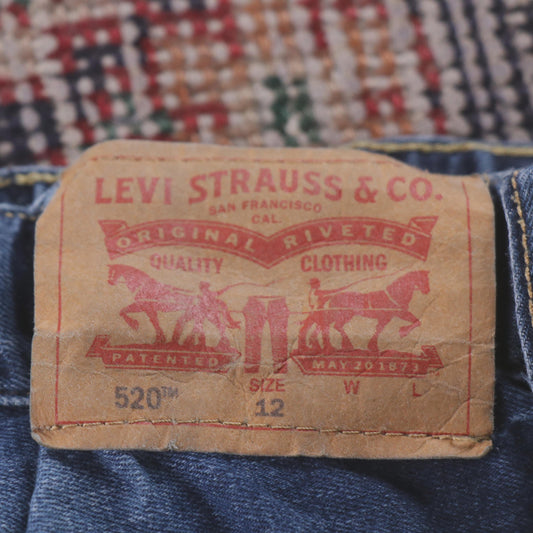 LEVI STRAUSS & CO.
SAN FRANCISCO
CAL.
ORIGINAL RIVETED
QUALITY CLOTHING
PATENTED MAY 20 1873
SIZE W L
520™ 12